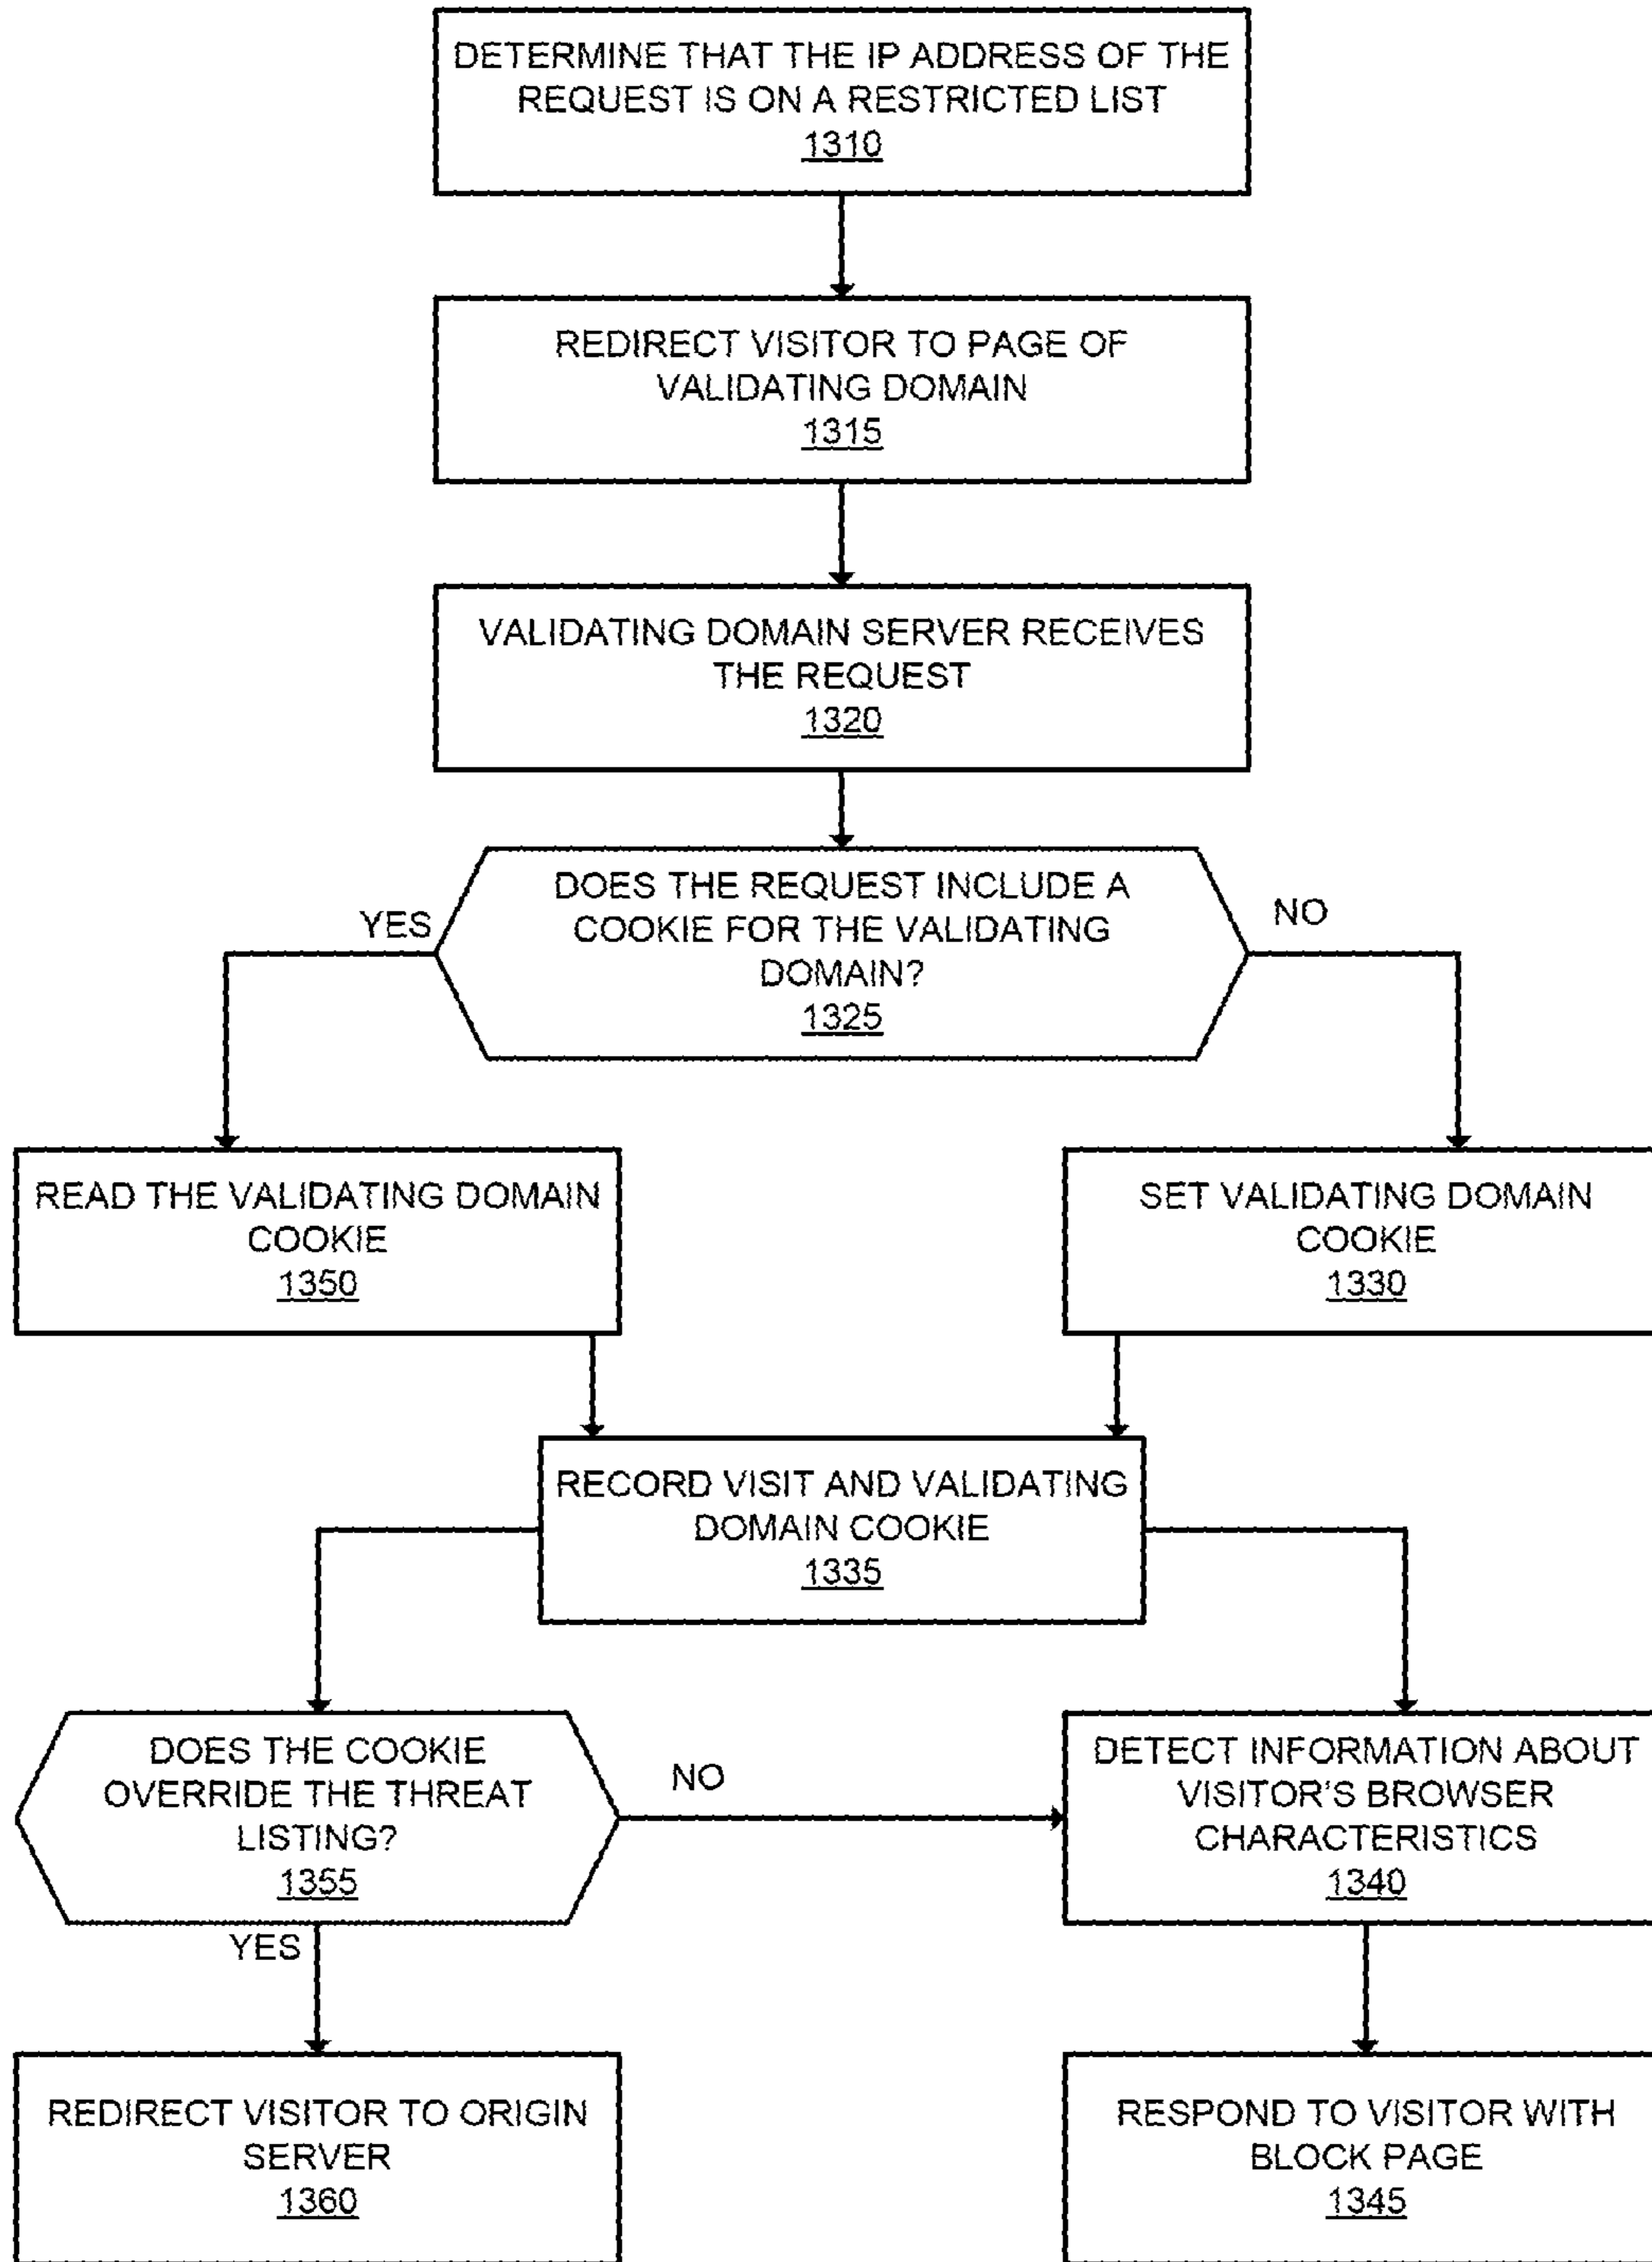 DETERMINE THAT THE IP ADDRESS OF THE
REQUEST IS ON A RESTRICTED LIST
1310
REDIRECT VISITOR TO PAGE OF
VALIDATING DOMAIN
1315
VALIDATING DOMAIN SERVER RECEIVES
THE REQUEST
1320
DOES THE REQUEST INCLUDE A
COOKIE FOR THE VALIDATING
DOMAIN?
1325
YES
NO
READ THE VALIDATING DOMAIN
COOKIE
1350
SET VALIDATING DOMAIN
COOKIE
1330
RECORD VISIT AND VALIDATING
DOMAIN COOKIE
1335
DOES THE COOKIE
OVERRIDE THE THREAT
LISTING?
1355
NO
YES
DETECT INFORMATION ABOUT
VISITOR'S BROWSER
CHARACTERISTICS
1340
REDIRECT VISITOR TO ORIGIN
SERVER
1360
RESPOND TO VISITOR WITH
BLOCK PAGE
1345